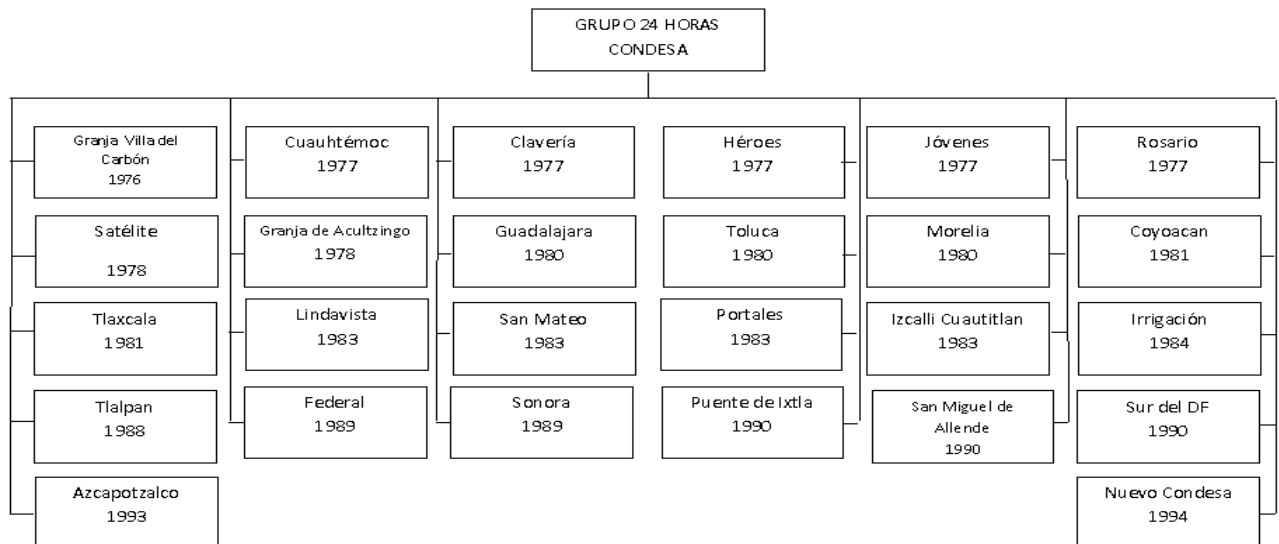 GRUPO 24 HORAS
CONDESA
Granja Villa del
Carbón
1976
Cuauhtémoc
1977
Clavería
1977
Héroes
1977
Jóvenes
1977
Rosario
1977
Satélite
1978
Granja de Acultzingo
1978
Guadalajara
1980
Toluca
1980
Morelia
1980
Coyoacan
1981
Tlaxcala
1981
Lindavista
1983
San Mateo
1983
Portales
1983
Izcalli Cuautitlan
1983
Irrigación
1984
Tlalpan
1988
Federal
1989
Sonora
1989
Puente de Ixtla
1990
San Miguel de
Allende
1990
Sur del DF
1990
Azcapotzalco
1993
Nuevo Condesa
1994